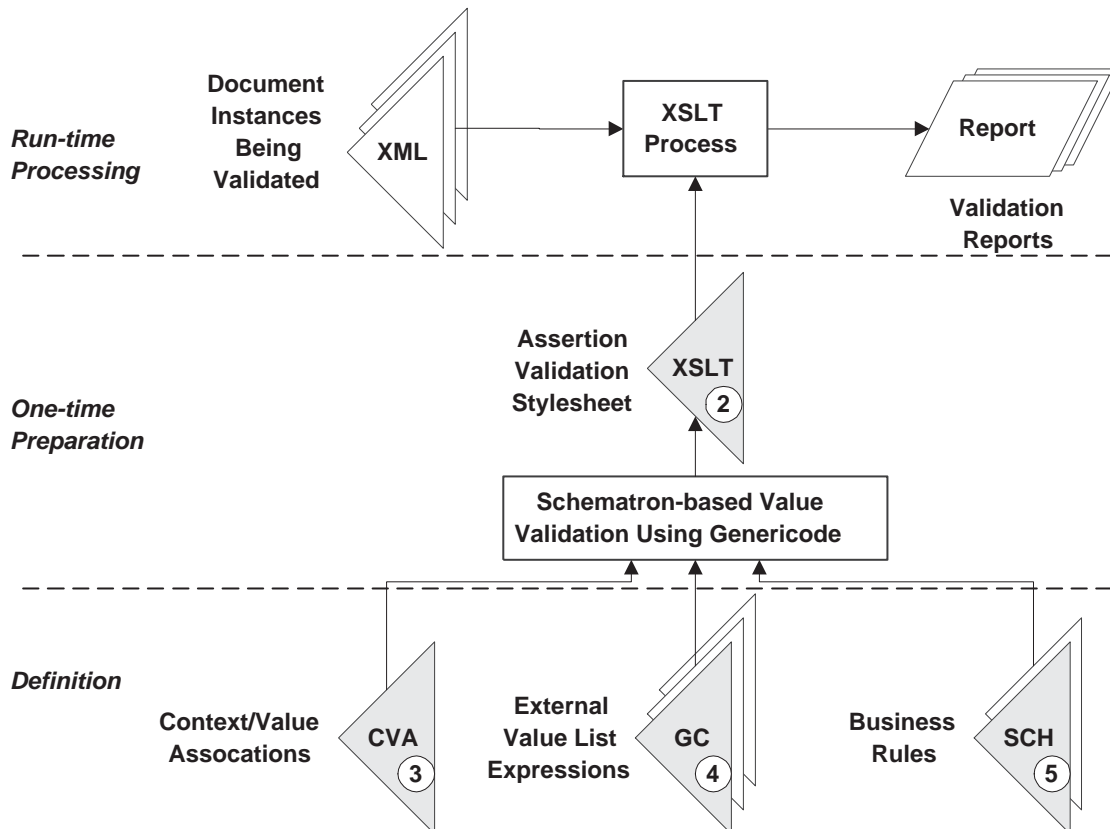 Document
Instances
Being
Validated
XML
XSLT
Process
Report
Run-time
Processing
Validation
Reports
Assertion
Validation
Stylesheet
XSLT
2
One-time
Preparation
Schematron-based Value
Validation Using Genericode
Definition
Context/Value
Assocations
CVA
3
External
Value List
Expressions
GC
4
Business
Rules
SCH
5